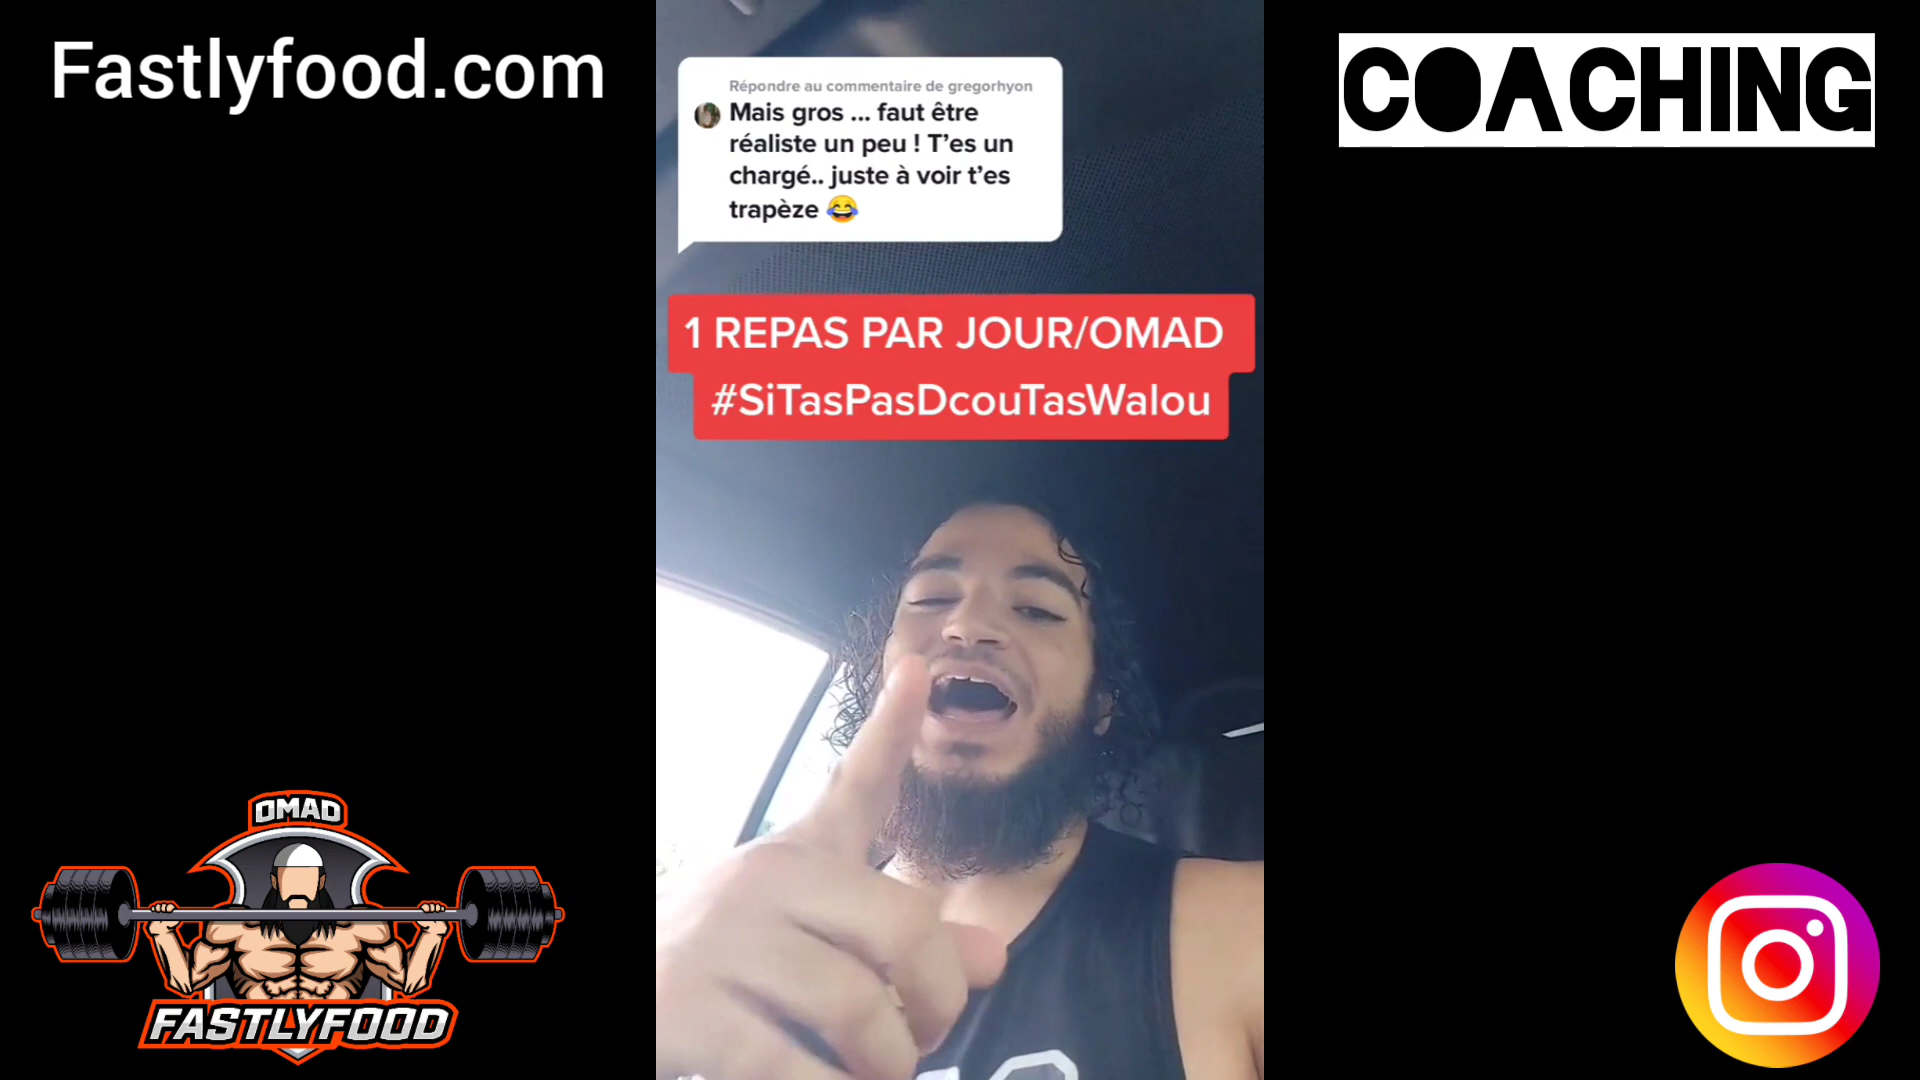 Fastlyfood.com
COACHING
Répondre au commentaire de gregorhyon
Mais gros ... faut être
réaliste un peu ! T’es un
chargé.. juste à voir t’es
trapèze 😂
1 REPAS PAR JOUR/OMAD
#SiTasPasDcouTasWalou
OMAD
FASTLYFOOD